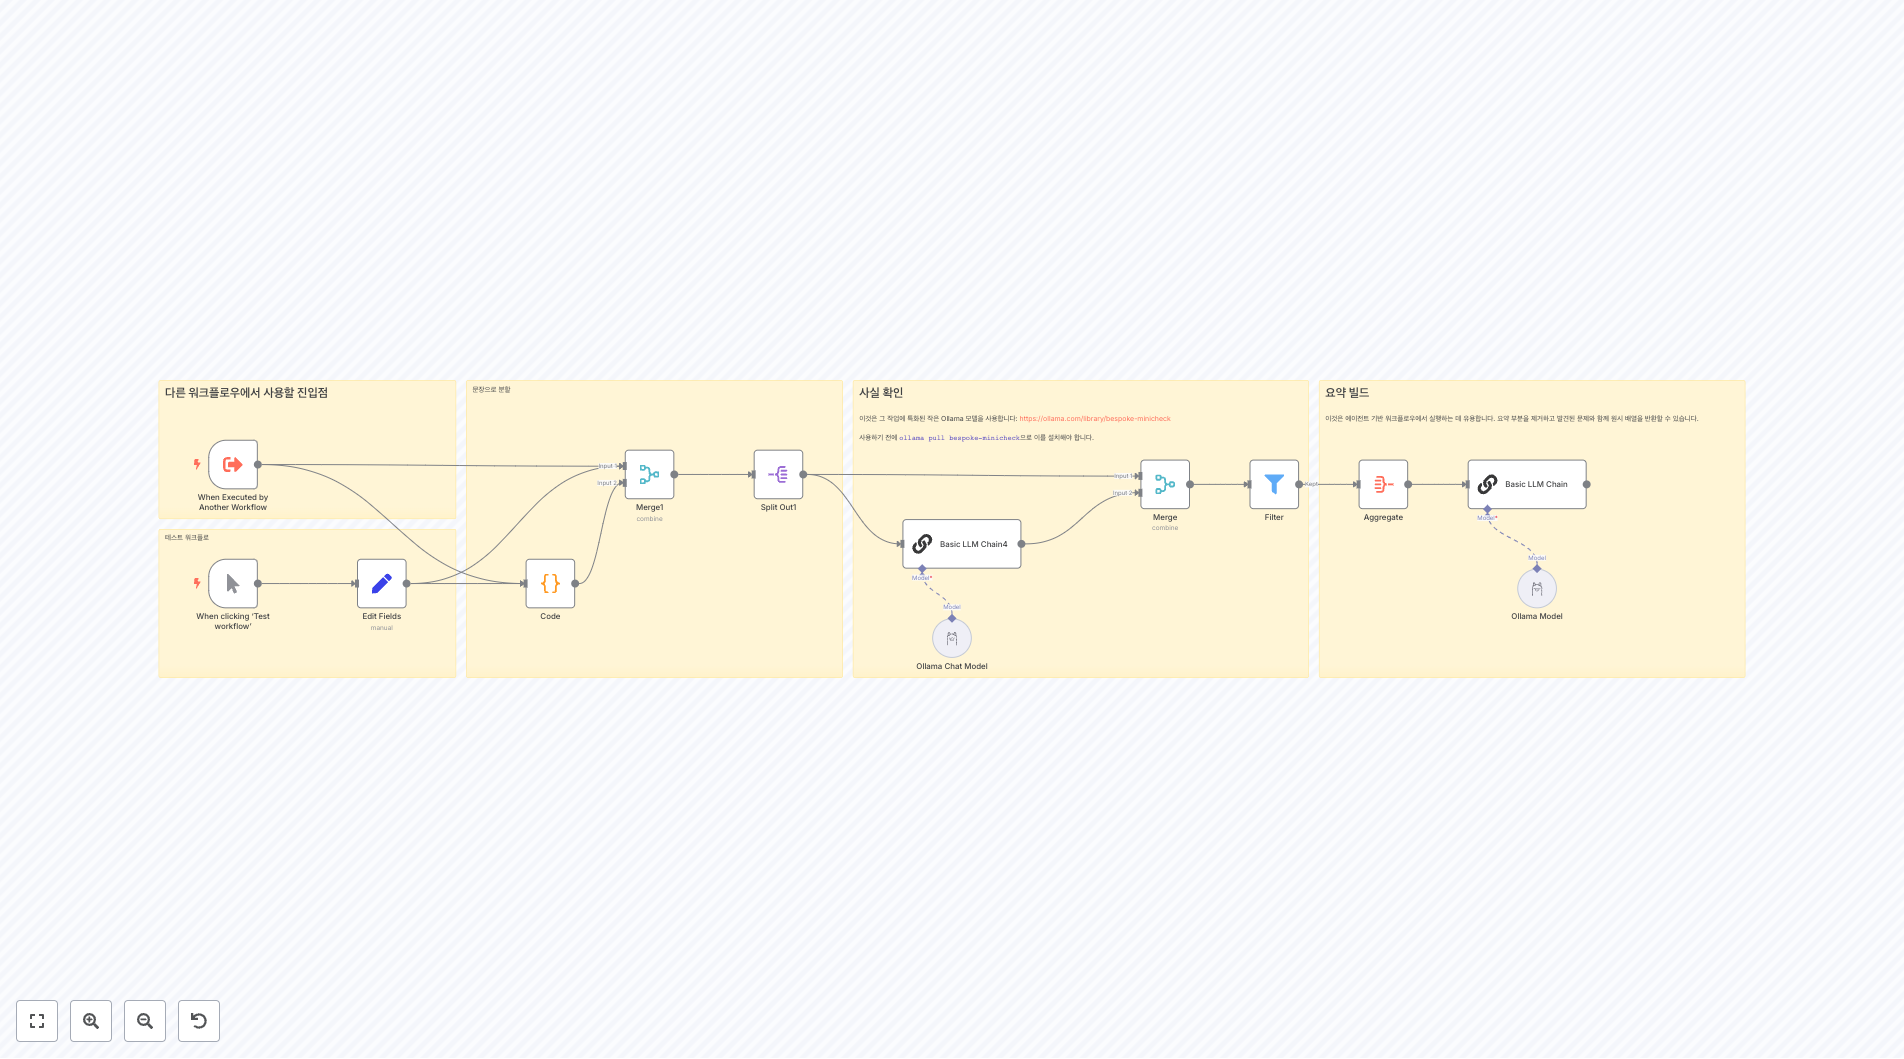 다른 워크플로우에서 사용할 진입점
When Executed by
Another Workflow
테스트 워크플로
When clicking 'Test
workflow'
Edit Fields
manual
문장으로 분할
Input 1
Input 2
Merge1
combine
Split Out1
Code
사실 확인
이것은 그 작업에 특화된 작은 Ollama 모델을 사용합니다: https://ollama.com/library/bespoke-minicheck
사용하기 전에 ollama pull bespoke-minicheck으로 이를 설치해야 합니다.
Basic LLM Chain4
Model*
Model
Ollama Chat Model
Input 1
Input 2
Merge
combine
Filter
Kept
요약 빌드
이것은 에이전트 기반 워크플로우에서 실행하는 데 유용합니다. 요약 부분을 제거하고 발견된 문제와 함께 원시 배열을 반환할 수 있습니다.
Aggregate
Basic LLM Chain
Model*
Model
Ollama Model